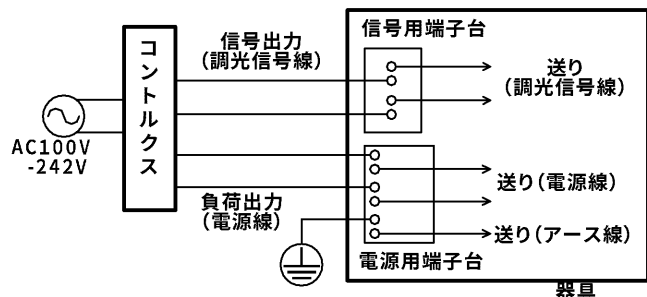 コントルクス
AC100V
-242V
信号出力
(調光信号線)
負荷出力
(電源線)
信号用端子台
送り
(調光信号線)
送り(電源線)
送り(アース線)
電源用端子台
器具